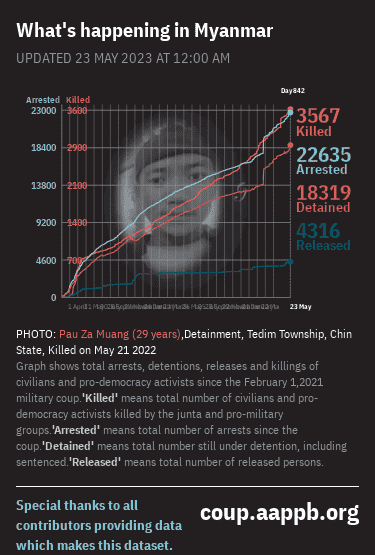 What's happening in Myanmar
UPDATED 23 MAY 2023 AT 12:00 AM
Day842
Arrested Killed
23000 3600
18400 2900
13800 2100
9200 1400
4600 700
0
3567
Killed
22635
Arrested
18319
Detained
4316
Released
23 May
PHOTO: Pau Za Muang (29 years),Detainment, Tedim Township, Chin
State, Killed on May 21 2022
Graph shows total arrests, detentions, releases and killings of
civilians and pro-democracy activists since the February 1,2021
military coup.'Killed' means total number of civilians and pro-
democracy activists killed by the junta and pro-military
groups.'Arrested' means total number of arrests since the
coup.'Detained' means total number still under detention, including
sentenced.'Released' means total number of released persons.
Special thanks to all
contributors providing data
which makes this dataset.
coup.aappb.org